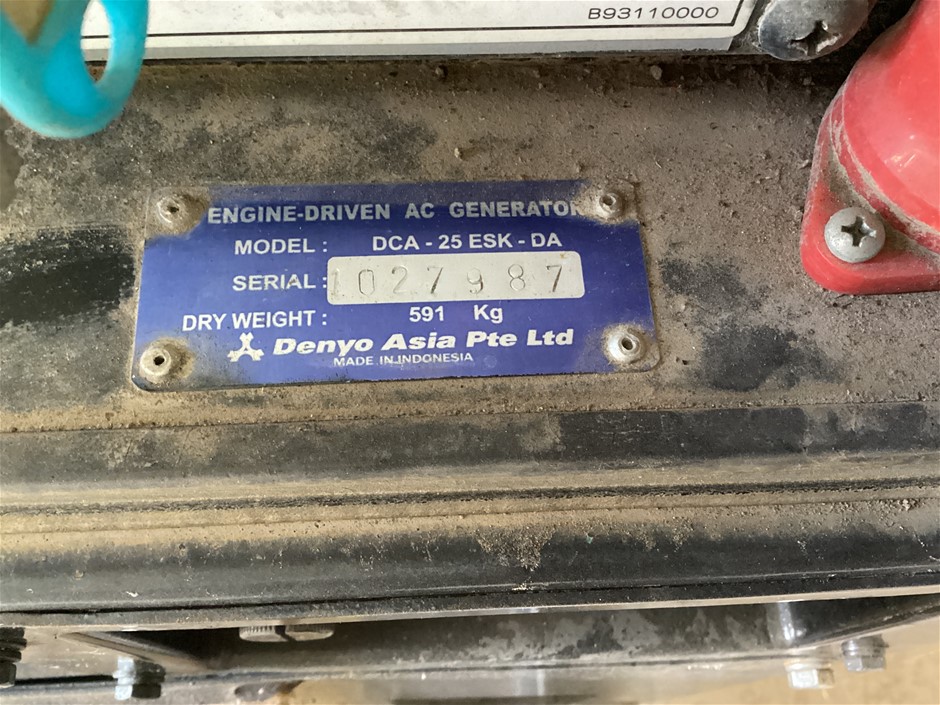 B93110000
ENGINE-DRIVEN AC GENERATOR
MODEL : DCA - 25 ESK - DA
SERIAL : 1027987
DRY WEIGHT : 591 Kg
Denyo Asia Pte Ltd
MADE IN INDONESIA